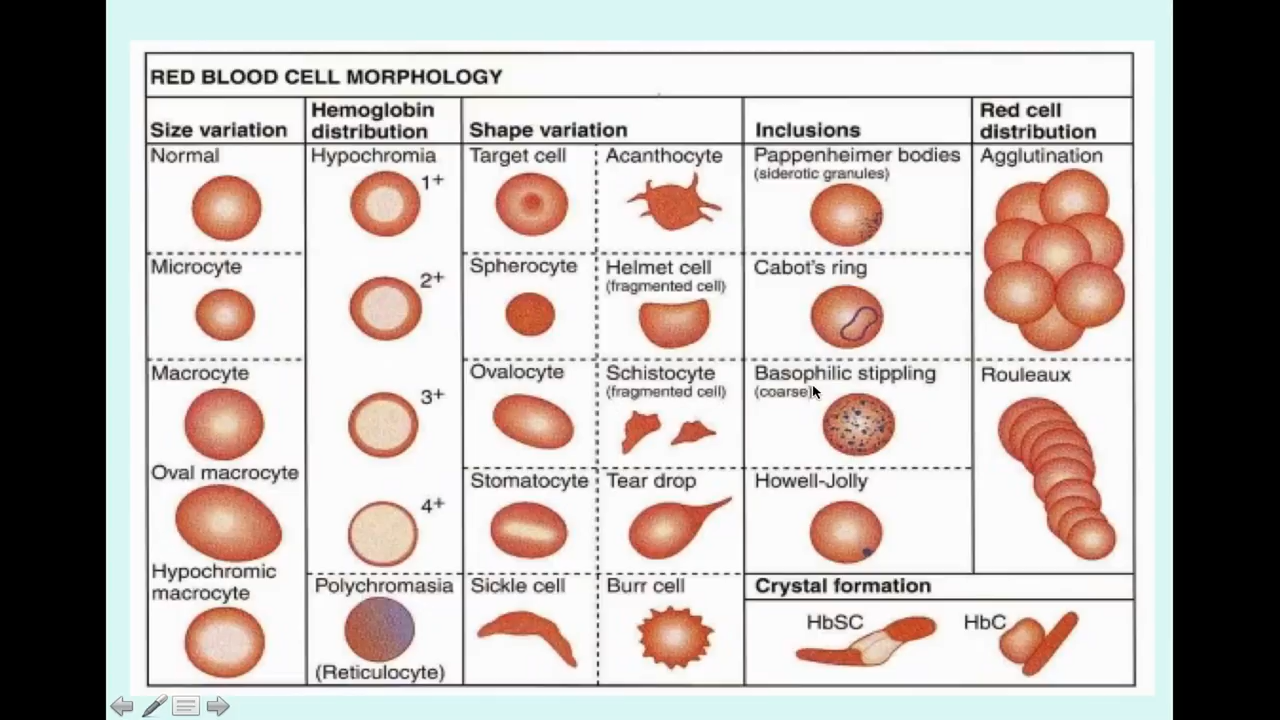 RED BLOOD CELL MORPHOLOGY
Size variation
Hemoglobin
distribution
Shape variation
Inclusions
Red cell
distribution
Normal
Microcyte
Macrocyte
Oval macrocyte
Hypochromic
macrocyte
Hypochromia
1+
2+
3+
4+
Polychromasia
(Reticulocyte)
Target cell
Spherocyte
Ovalocyte
Stomatocyte
Sickle cell
Acanthocyte
Helmet cell
(fragmented cell)
Schistocyte
(fragmented cell)
Tear drop
Burr cell
Pappenheimer bodies
(siderotic granules)
Cabot's ring
Basophilic stippling
(coarse)
Howell-Jolly
Agglutination
Rouleaux
Crystal formation
HbSC
HbC